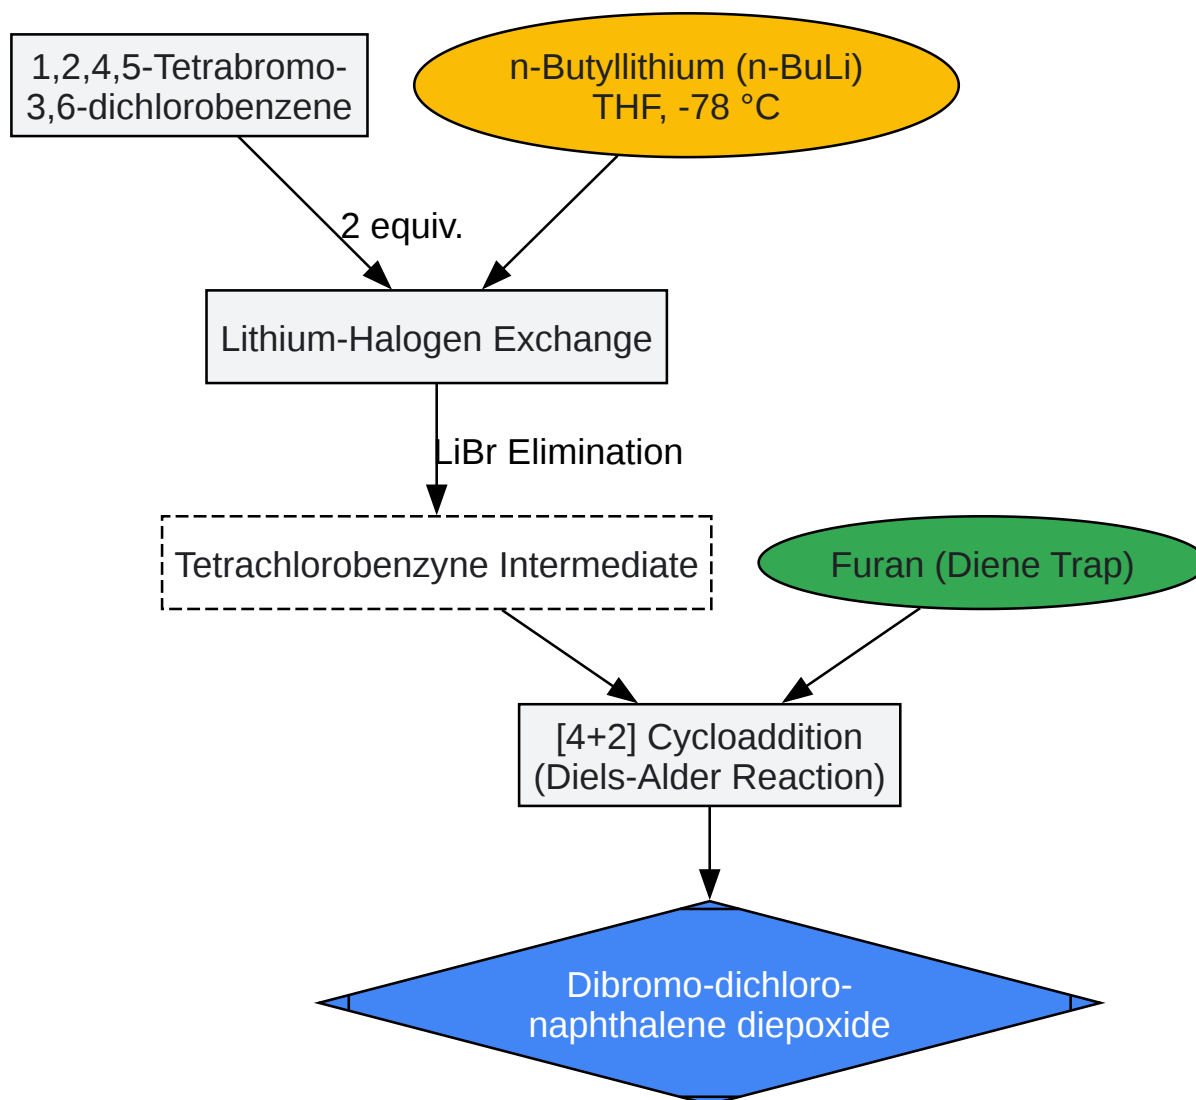 1,2,4,5-Tetrabromo-
3,6-dichlorobenzene
n-Butyllithium (n-BuLi)
THF, -78 °C
2 equiv.
Lithium-Halogen Exchange
LiBr Elimination
Tetrachlorobenzyne Intermediate
Furan (Diene Trap)
[4+2] Cycloaddition
(Diels-Alder Reaction)
Dibromo-dichloro-
naphthalene diepoxide